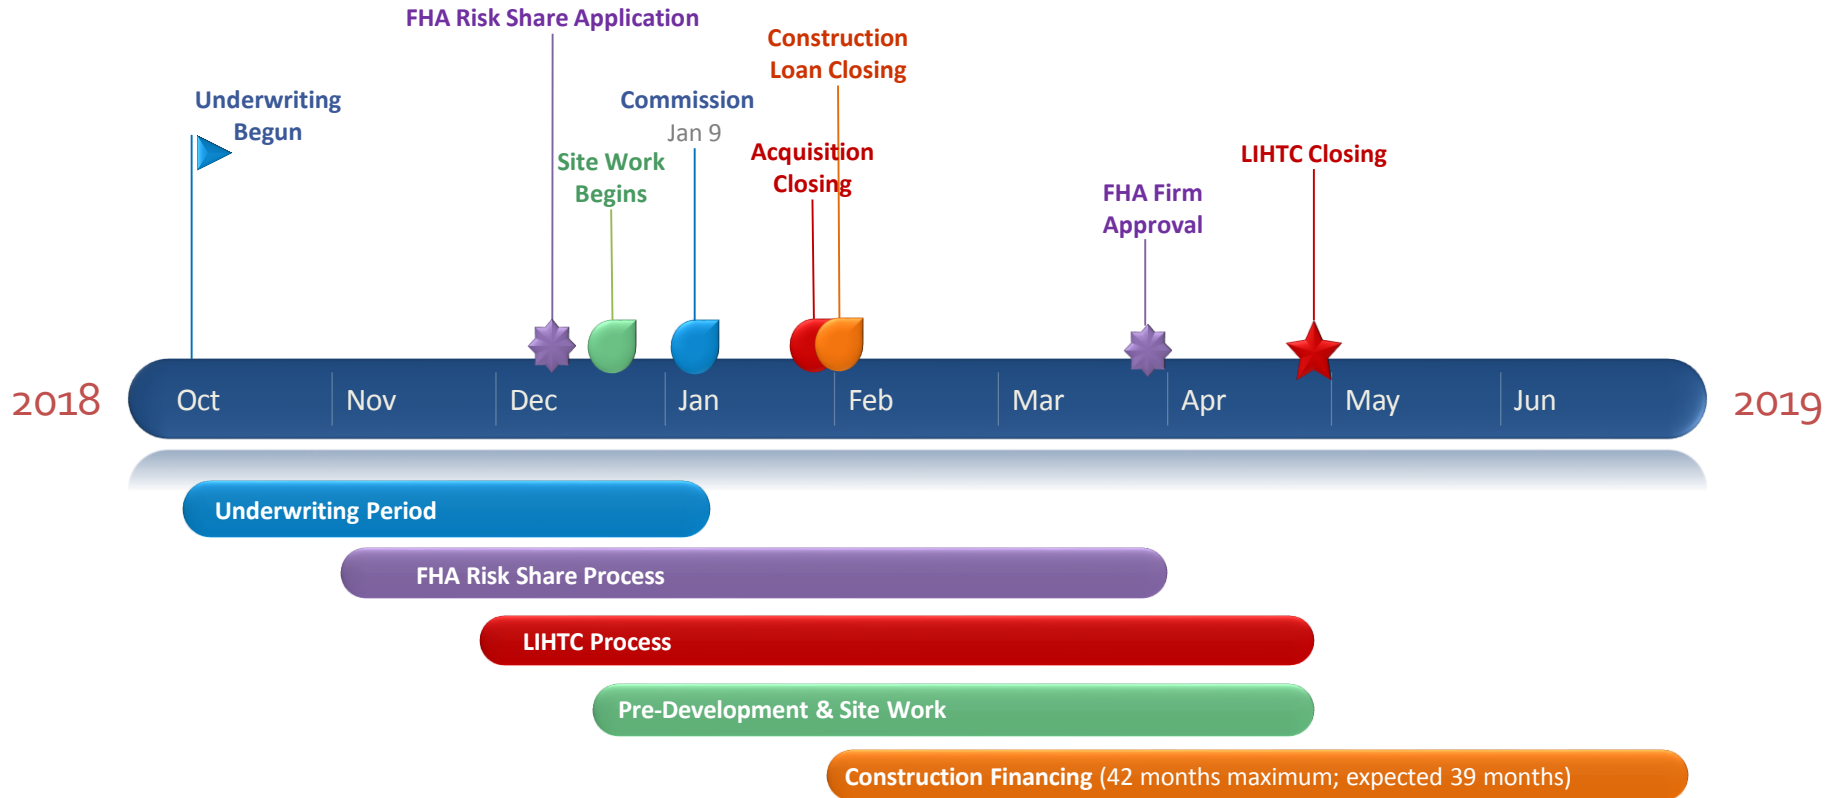 FHA Risk Share Application
Construction
Loan Closing
Underwriting
Begun
Commission
Jan 9
Site Work
Begins
Acquisition
Closing
LIHTC Closing
FHA Firm
Approval
2018
Oct
Nov
Dec
Jan
Feb
Mar
Apr
May
Jun
2019
Underwriting Period
FHA Risk Share Process
LIHTC Process
Pre-Development & Site Work
Construction Financing (42 months maximum; expected 39 months)